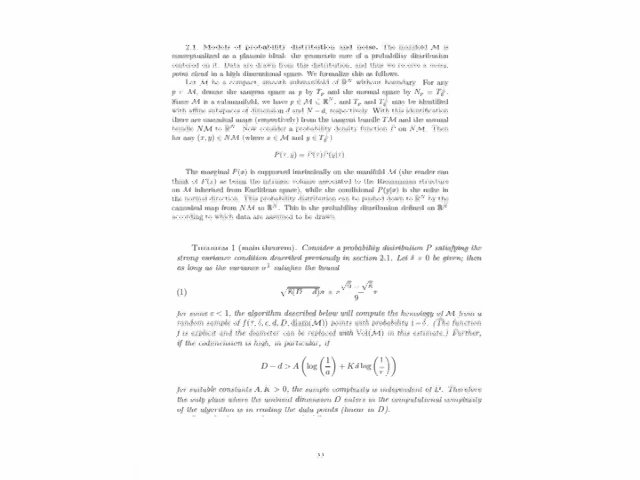 2.1. Models of probability distribution and noise. The manifold M is
conceptualized as a platonic ideal: the geometric core of a probability distribution
centered on it. Data are drawn from this distribution, and thus we receive a noisy
point cloud in a high dimensional space. We formalize this as follows.
Let M be a compact, smooth submanifold of ℝ^N without boundary. For any
p ∈ M, denote the tangent space at p by T_p and the normal space by N_p = T_p^⊥.
Since M is a submanifold, we have p ∈ M ⊂ ℝ^N, and T_p and T_p^⊥ may be identified
with affine subspaces of dimension d and N − d, respectively. With this identification
there are canonical maps (respectively) from the tangent bundle TM and the normal
bundle NM to ℝ^N. Now consider a probability density function P on NM. Then
for any (x, y) ∈ NM (where x ∈ M and y ∈ T_x^⊥)
P(x, y) = P(x)P(y|x)
The marginal P(x) is supported intrinsically on the manifold M (the reader can
think of P(x) as being the intrinsic volume associated to the Riemannian structure
on M inherited from Euclidean space), while the conditional P(y|x) is the noise in
the normal direction. This probability distribution can be pushed down to ℝ^N by the
canonical map from NM to ℝ^N. This is the probability distribution defined on ℝ^N
according to which data are assumed to be drawn.
Theorem 1 (main theorem). Consider a probability distribution P satisfying the
strong variance condition described previously in section 2.1. Let δ > 0 be given; then
as long as the variance σ² satisfies the bound
(1) √8(D − d)σ < c (√9 − √8)/9 τ
for some c < 1, the algorithm described below will compute the homology of M from a
random sample of f(τ, δ, c, d, D, diam(M)) points with probability 1 − δ. (The function
f is explicit and the diameter can be replaced with Vol(M) in this estimate.) Further,
if the codimension is high, in particular, if
D − d > A (log (1/a) + Kd log (1/τ))
for suitable constants A, K > 0, the sample complexity is independent of D. Therefore
the only place where the ambient dimension D enters in the computational complexity
of the algorithm is in reading the data points (linear in D).